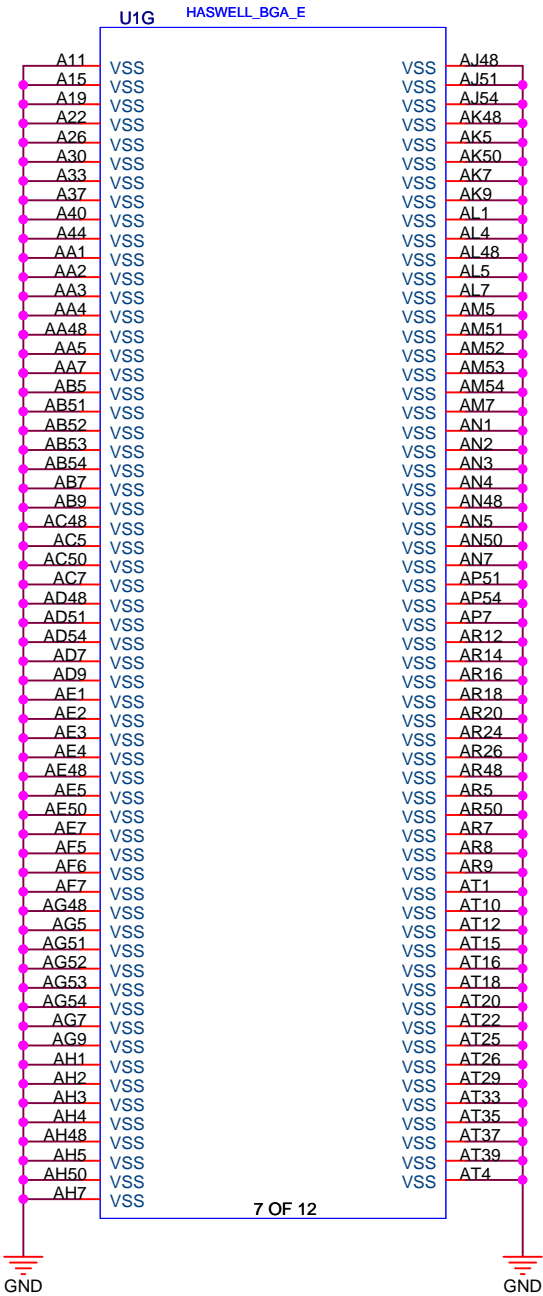 U1G HASWELL_BGA_E
A11 VSS VSS AJ48
A15 VSS VSS AJ51
A19 VSS VSS AJ54
A22 VSS VSS AK48
A26 VSS VSS AK5
A30 VSS VSS AK50
A33 VSS VSS AK7
A37 VSS VSS AK9
A40 VSS VSS AL1
A44 VSS VSS AL4
AA1 VSS VSS AL48
AA2 VSS VSS AL5
AA3 VSS VSS AL7
AA4 VSS VSS AM5
AA48 VSS VSS AM51
AA5 VSS VSS AM52
AA7 VSS VSS AM53
AB5 VSS VSS AM54
AB51 VSS VSS AM7
AB52 VSS VSS AN1
AB53 VSS VSS AN2
AB54 VSS VSS AN3
AB7 VSS VSS AN4
AB9 VSS VSS AN48
AC48 VSS VSS AN5
AC5 VSS VSS AN50
AC50 VSS VSS AN7
AC7 VSS VSS AP51
AD48 VSS VSS AP54
AD51 VSS VSS AP7
AD54 VSS VSS AR12
AD7 VSS VSS AR14
AD9 VSS VSS AR16
AE1 VSS VSS AR18
AE2 VSS VSS AR20
AE3 VSS VSS AR24
AE4 VSS VSS AR26
AE48 VSS VSS AR48
AE5 VSS VSS AR5
AE50 VSS VSS AR50
AE7 VSS VSS AR7
AF5 VSS VSS AR8
AF6 VSS VSS AR9
AF7 VSS VSS AT1
AG48 VSS VSS AT10
AG5 VSS VSS AT12
AG51 VSS VSS AT15
AG52 VSS VSS AT16
AG53 VSS VSS AT18
AG54 VSS VSS AT20
AG7 VSS VSS AT22
AG9 VSS VSS AT25
AH1 VSS VSS AT26
AH2 VSS VSS AT29
AH3 VSS VSS AT33
AH4 VSS VSS AT35
AH48 VSS VSS AT37
AH5 VSS VSS AT39
AH50 VSS VSS AT4
AH7 VSS
7 OF 12
GND GND